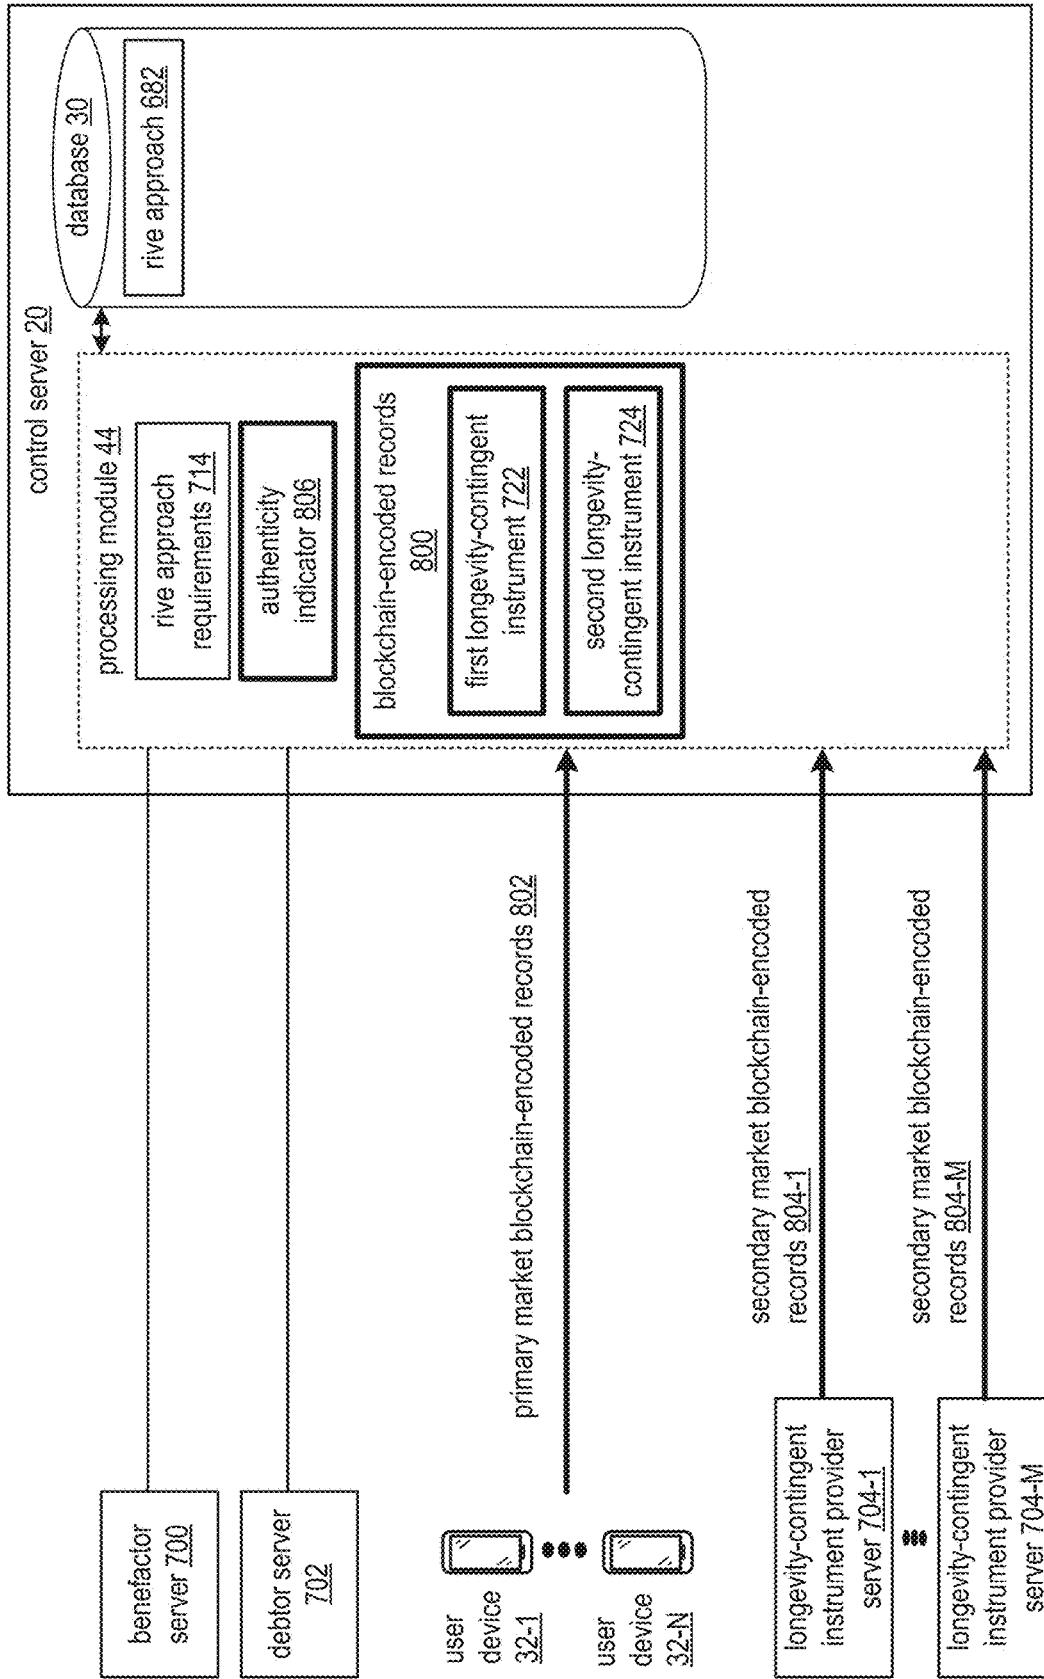 control server 20
database 30
rive approach 682
processing module 44
rive approach
requirements 714
authenticity
indicator 806
blockchain-encoded records
800
first longevity-contingent
instrument 722
second longevity-
contingent instrument 724
benefactor
server 700
debtor server
702
user
device
32-1
user
device
32-N
primary market blockchain-encoded records 802
longevity-contingent
instrument provider
server 704-1
secondary market blockchain-encoded
records 804-1
longevity-contingent
instrument provider
server 704-M
secondary market blockchain-encoded
records 804-M